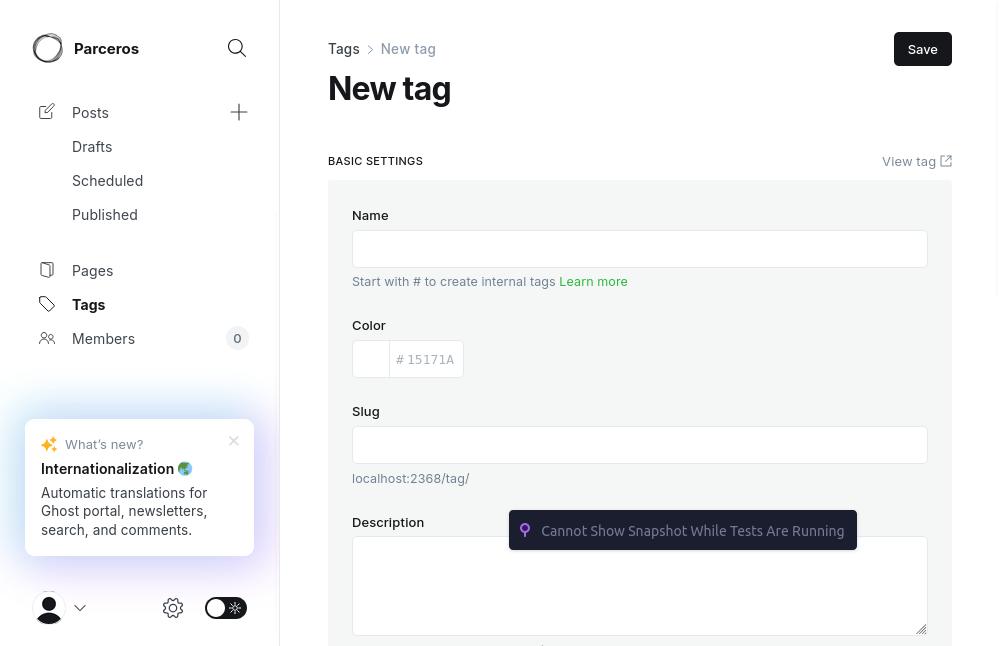 Parceros
Posts
Drafts
Scheduled
Published
Pages
Tags
Members
0
What's new?
Internationalization
Automatic translations for
Ghost portal, newsletters,
search, and comments.
Tags New tag
Save
New tag
BASIC SETTINGS
View tag
Name
Start with # to create internal tags Learn more
Color
# 15171A
Slug
localhost:2368/tag/
Description
Cannot Show Snapshot While Tests Are Running